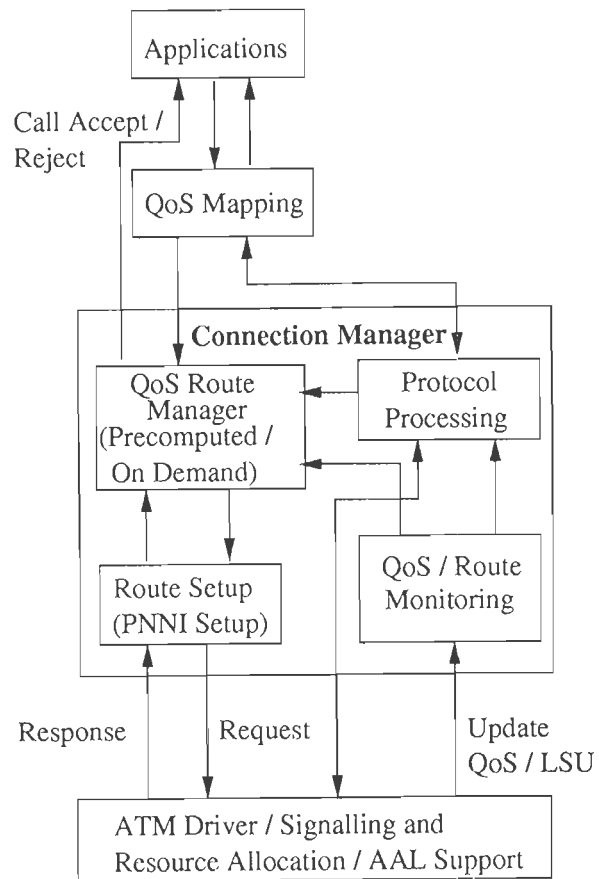 Applications
Call Accept /
Reject
QoS Mapping
Connection Manager
QoS Route
Manager
(Precomputed /
On Demand)
Protocol
Processing
Route Setup
(PNNI Setup)
QoS / Route
Monitoring
Response
Request
Update
QoS / LSU
ATM Driver / Signalling and
Resource Allocation / AAL Support